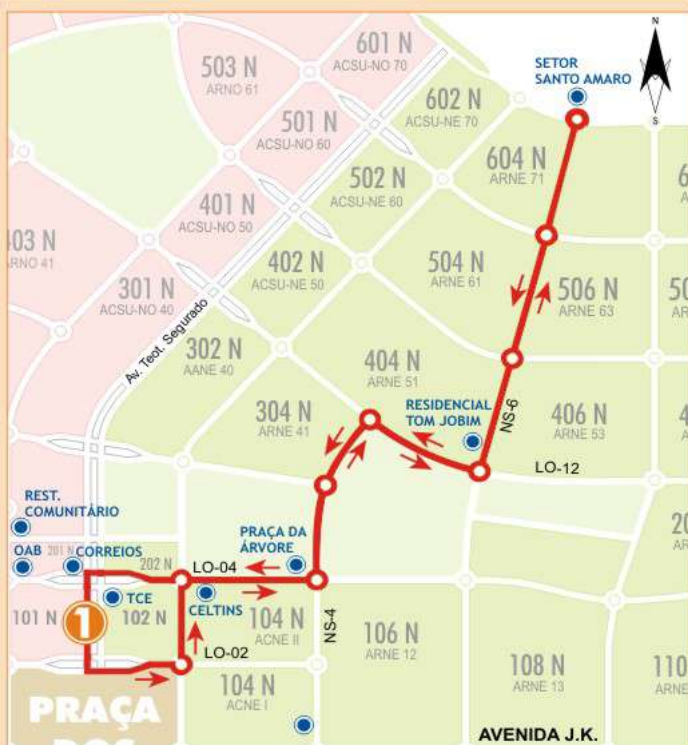 601 N
ACSU-NO 70
503 N
ARNO 61
SETOR
SANTO AMARO
N
S
602 N
ACSU-NE 70
501 N
ACSU-NO 60
604 N
ARNE 71
502 N
ACSU-NE 60
401 N
ACSU-NO 50
403 N
ARNO 41
402 N
ACSU-NE 50
504 N
ARNE 61
301 N
ACSU-NO 40
506 N
ARNE 63
Av. Teot. Segurado
302 N
AANE 40
404 N
ARNE 51
304 N
ARNE 41
RESIDENCIAL
TOM JOBIM
NS-6
406 N
ARNE 53
LO-12
REST.
COMUNITÁRIO
PRAÇA DA
ÁRVORE
OAB
201 N
CORREIOS
202 N
LO-04
TCE
CELTINS
101 N
1
102 N
104 N
ACNE II
NS-4
106 N
ARNE 12
LO-02
104 N
ACNE I
108 N
ARNE 13
110
ARNE
PRAÇA
DOS
AVENIDA J.K.